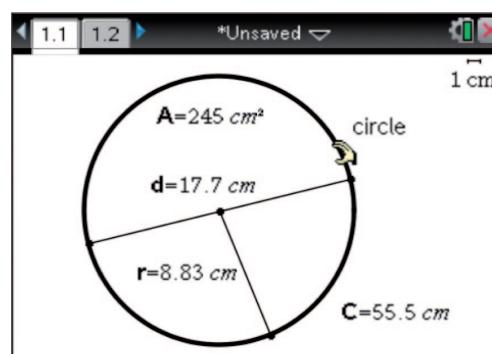 1.1 1.2 *Unsaved
1 cm
A=245 cm²
circle
d=17.7 cm
r=8.83 cm
C=55.5 cm